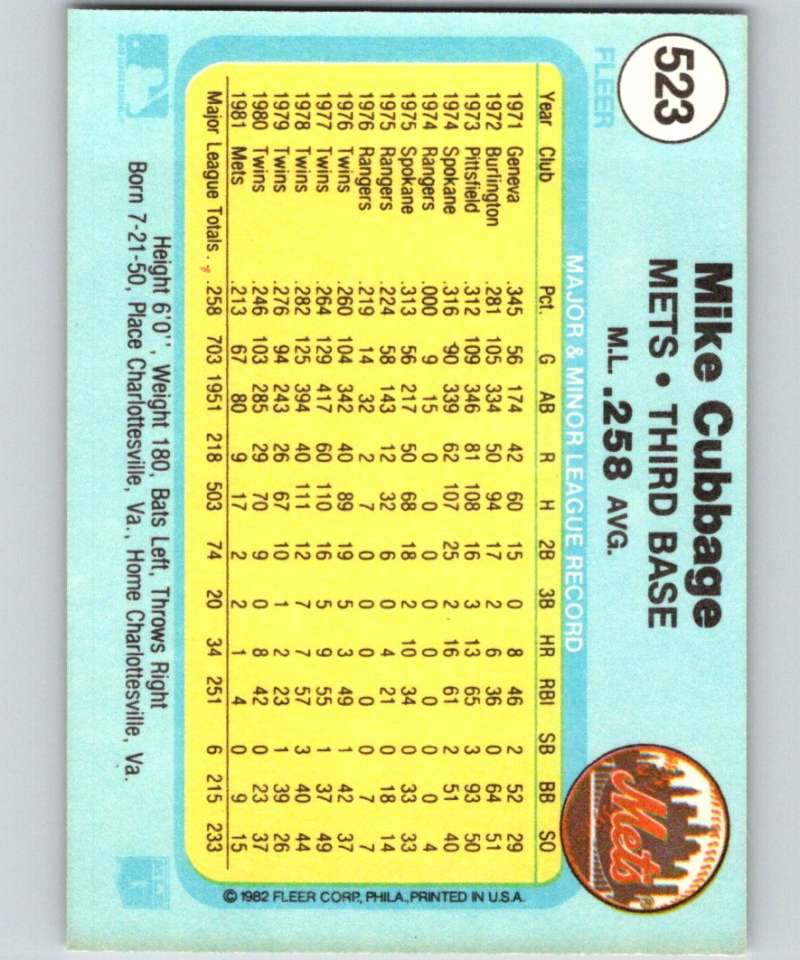 523
FLEER
Mike Cubbage
METS • THIRD BASE
M.L. .258 AVG.
Mets
MAJOR & MINOR LEAGUE RECORD
Year Club Pct. G AB R H 2B 3B HR RBI SB BB SO
1971 Geneva .345 56 174 42 60 15 0 8 46 2 52 29
1972 Burlington .281 105 334 50 94 17 2 6 36 0 64 51
1973 Pittsfield .312 109 346 81 108 16 3 13 65 3 93 50
1974 Spokane .316 90 339 62 107 25 2 16 61 2 51 40
1974 Rangers .000 9 15 0 0 0 0 0 0 0 0 4
1975 Spokane .313 56 217 50 68 18 2 10 34 0 33 33
1975 Rangers .224 58 143 12 32 6 0 4 21 0 18 14
1976 Rangers .219 14 32 2 7 0 0 0 0 0 7 7
1976 Twins .260 104 342 40 89 19 5 3 49 1 42 37
1977 Twins .264 129 417 60 110 16 5 9 55 1 37 49
1978 Twins .282 125 394 40 111 12 7 7 57 3 40 44
1979 Twins .276 94 243 26 67 10 1 2 23 1 39 26
1980 Twins .246 103 285 29 70 9 0 8 42 0 23 37
1981 Mets .213 67 80 9 17 2 2 1 4 0 9 15
Major League Totals . . .258 703 1951 218 503 74 20 34 251 6 215 233
© 1982 FLEER CORP., PHILA., PRINTED IN U.S.A.
Height 6'0'', Weight 180, Bats Left, Throws Right
Born 7-21-50, Place Charlottesville, Va., Home Charlottesville, Va.